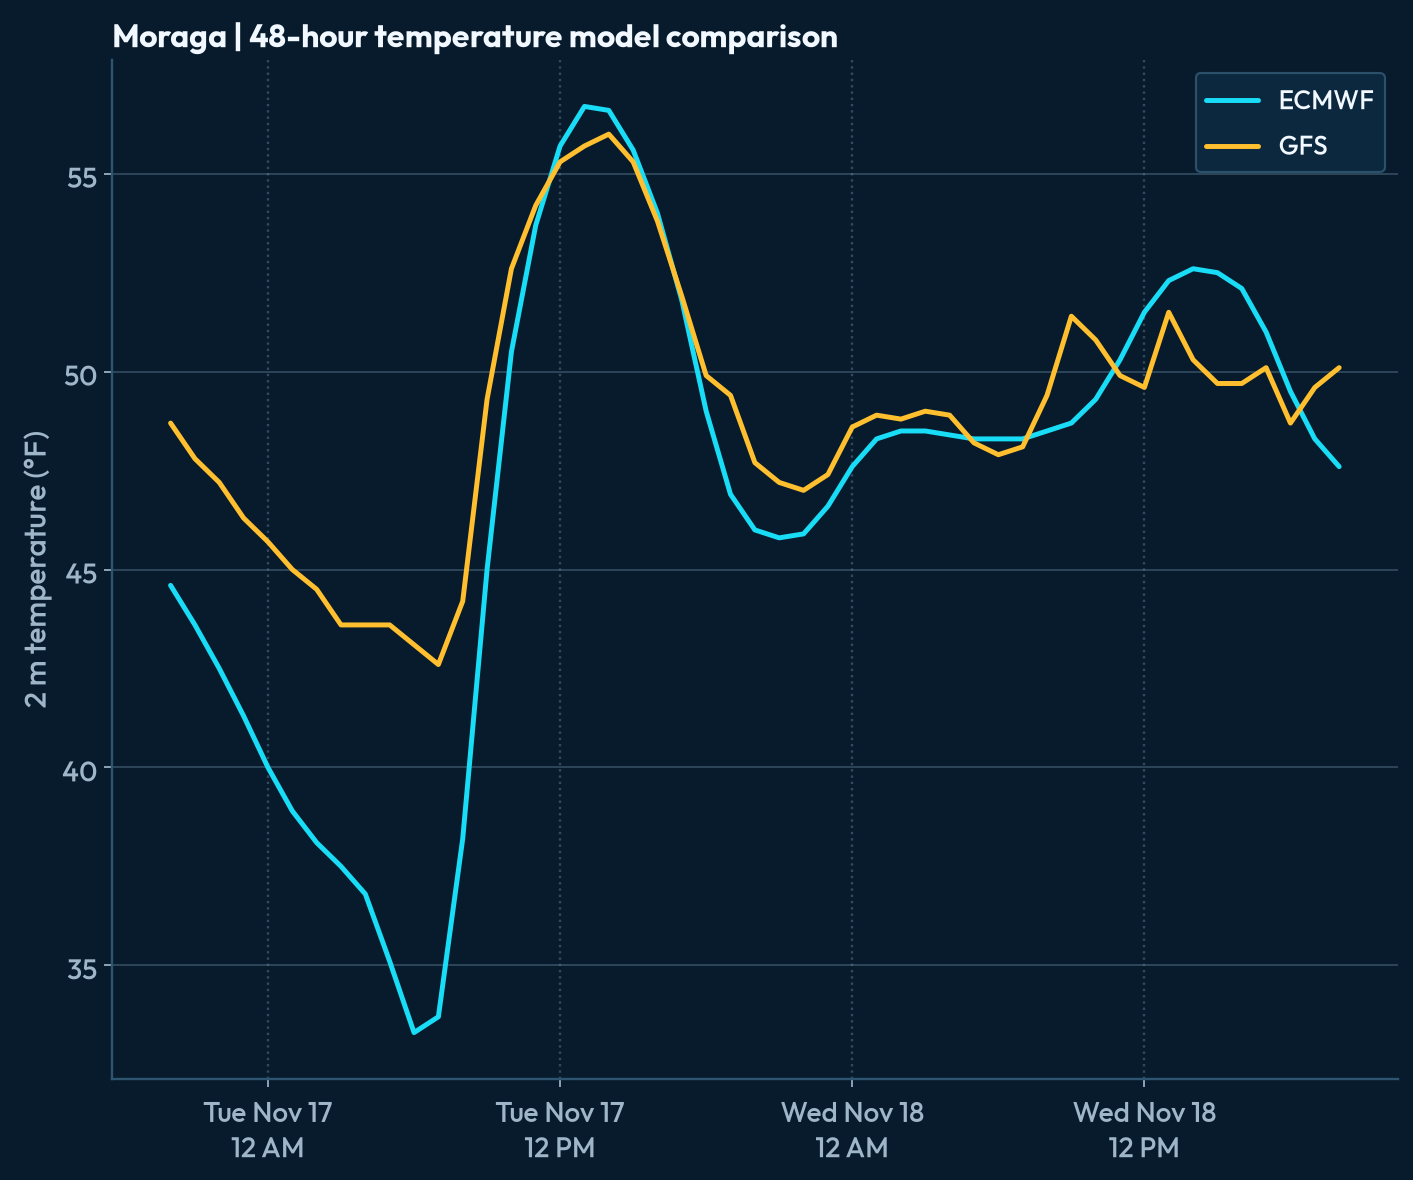 Moraga | 48-hour temperature model comparison
ECMWF
GFS
55
50
45
40
35
2 m temperature (°F)
Tue Nov 17
12 AM
Tue Nov 17
12 PM
Wed Nov 18
12 AM
Wed Nov 18
12 PM